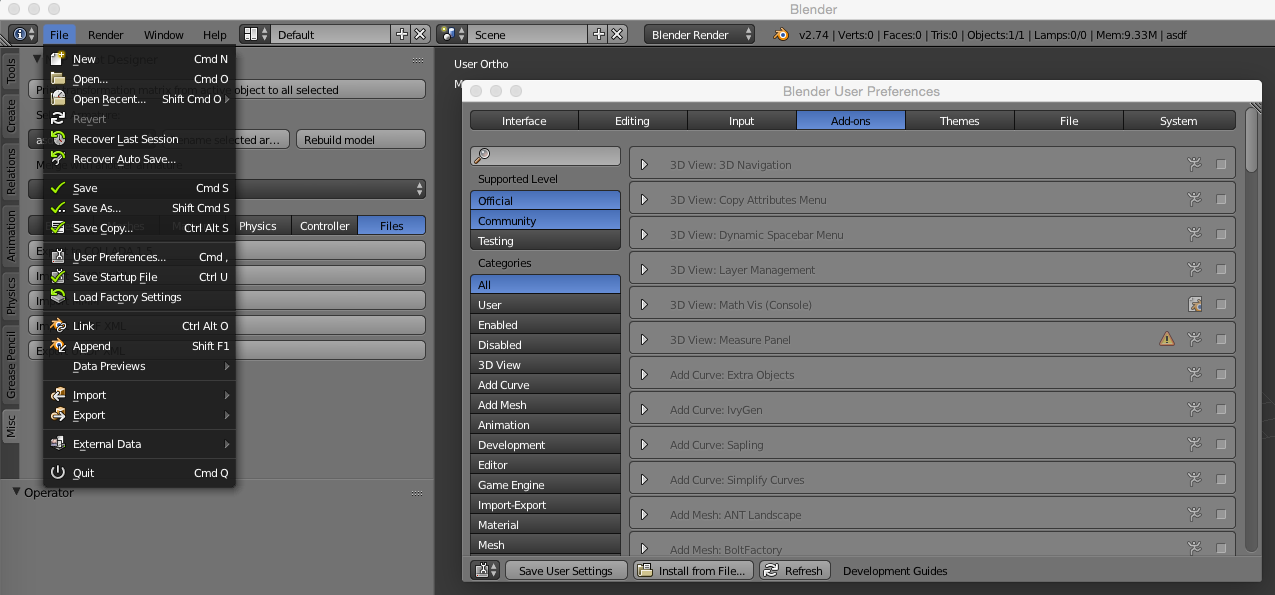 Blender
File Render Window Help Default Scene Blender Render v2.74 | Verts:0 | Faces:0 | Tris:0 | Objects:1/1 | Lamps:0/0 | Mem:9.33M | asdf
New Cmd N
Open... Cmd O
Open Recent... Shift Cmd O
Revert
Recover Last Session
Recover Auto Save...
Save Cmd S
Save As... Shift Cmd S
Save Copy... Ctrl Alt S
User Preferences... Cmd ,
Save Startup File Ctrl U
Load Factory Settings
Link Ctrl Alt O
Append Shift F1
Data Previews
Import
Export
External Data
Quit Cmd Q
Tools
Create
Relations
Animation
Physics
Grease Pencil
Misc
Designer
object to all selected
name selected ar... Rebuild model
Physics Controller Files
XML
Operator
User Ortho
Blender User Preferences
Interface Editing Input Add-ons Themes File System
Supported Level
Official
Community
Testing
Categories
All
User
Enabled
Disabled
3D View
Add Curve
Add Mesh
Animation
Development
Editor
Game Engine
Import-Export
Material
Mesh
3D View: 3D Navigation
3D View: Copy Attributes Menu
3D View: Dynamic Spacebar Menu
3D View: Layer Management
3D View: Math Vis (Console)
3D View: Measure Panel
Add Curve: Extra Objects
Add Curve: IvyGen
Add Curve: Sapling
Add Curve: Simplify Curves
Add Mesh: ANT Landscape
Add Mesh: BoltFactory
Save User Settings Install from File... Refresh Development Guides